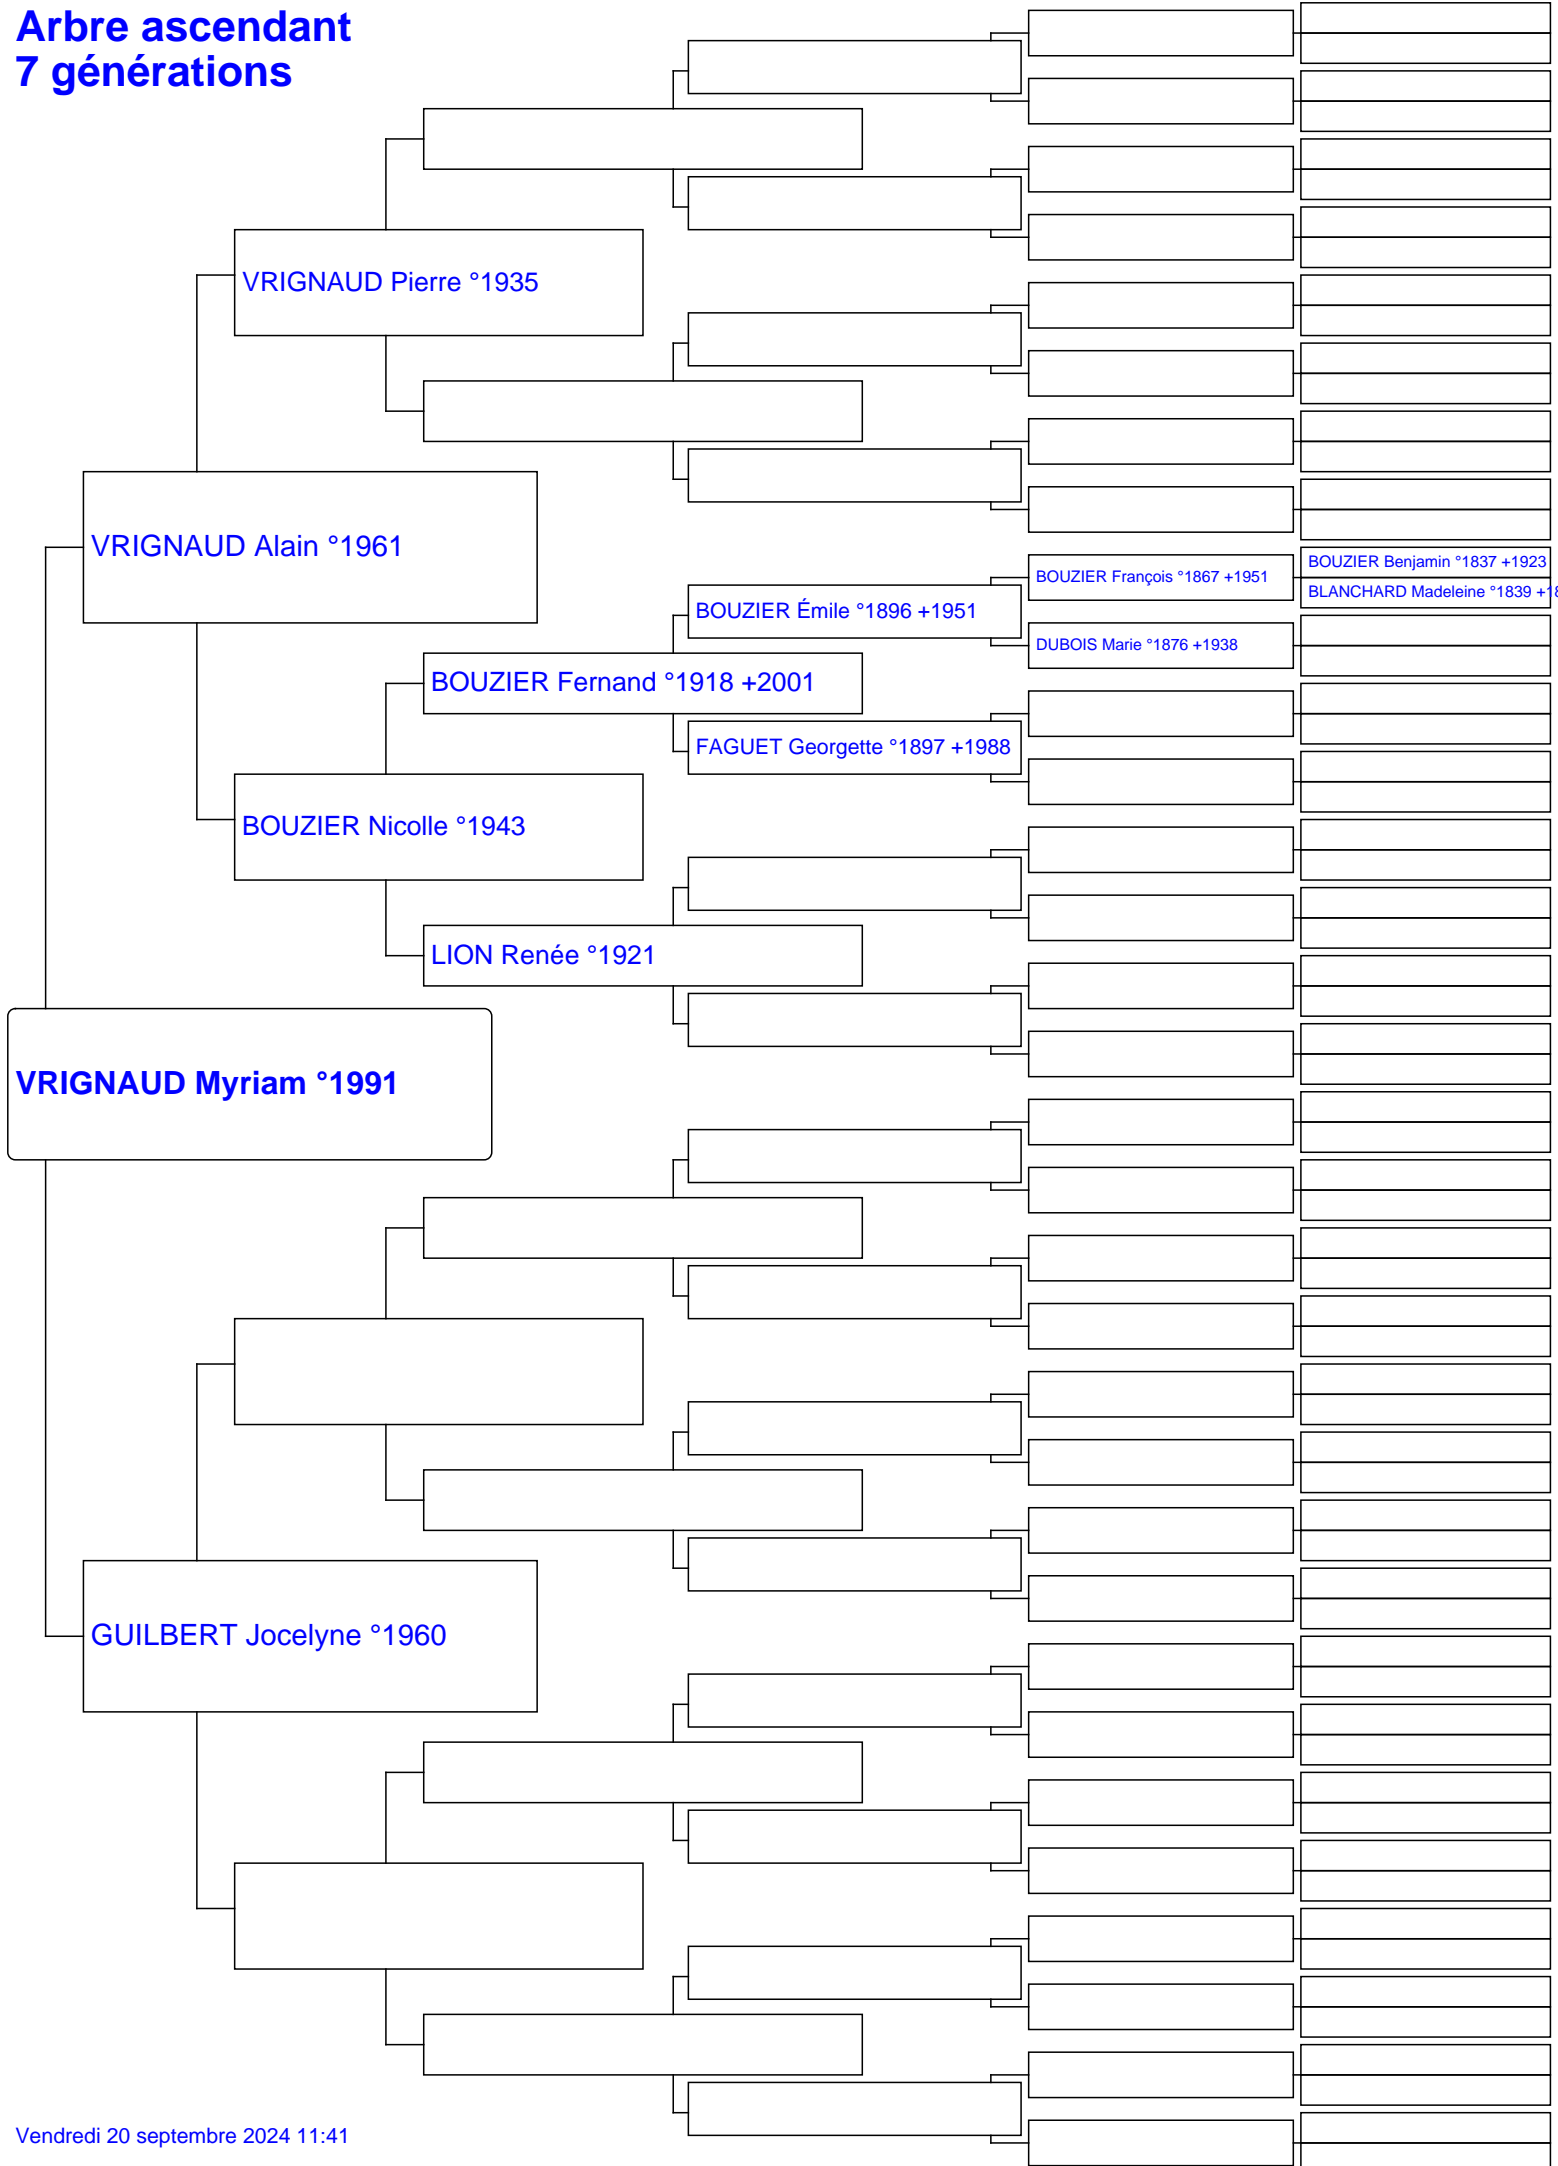 Arbre ascendant
7 générations
VRIGNAUD Pierre °1935
VRIGNAUD Alain °1961
BOUZIER Benjamin °1837 +1923
BOUZIER François °1867 +1951
BLANCHARD Madeleine °1839
BOUZIER Émile °1896 +1951
DUBOIS Marie °1876 +1938
BOUZIER Fernand °1918 +2001
FAGUET Georgette °1897 +1988
BOUZIER Nicolle °1943
LION Renée °1921
VRIGNAUD Myriam °1991
GUILBERT Jocelyne °1960
Vendredi 20 septembre 2024 11:41